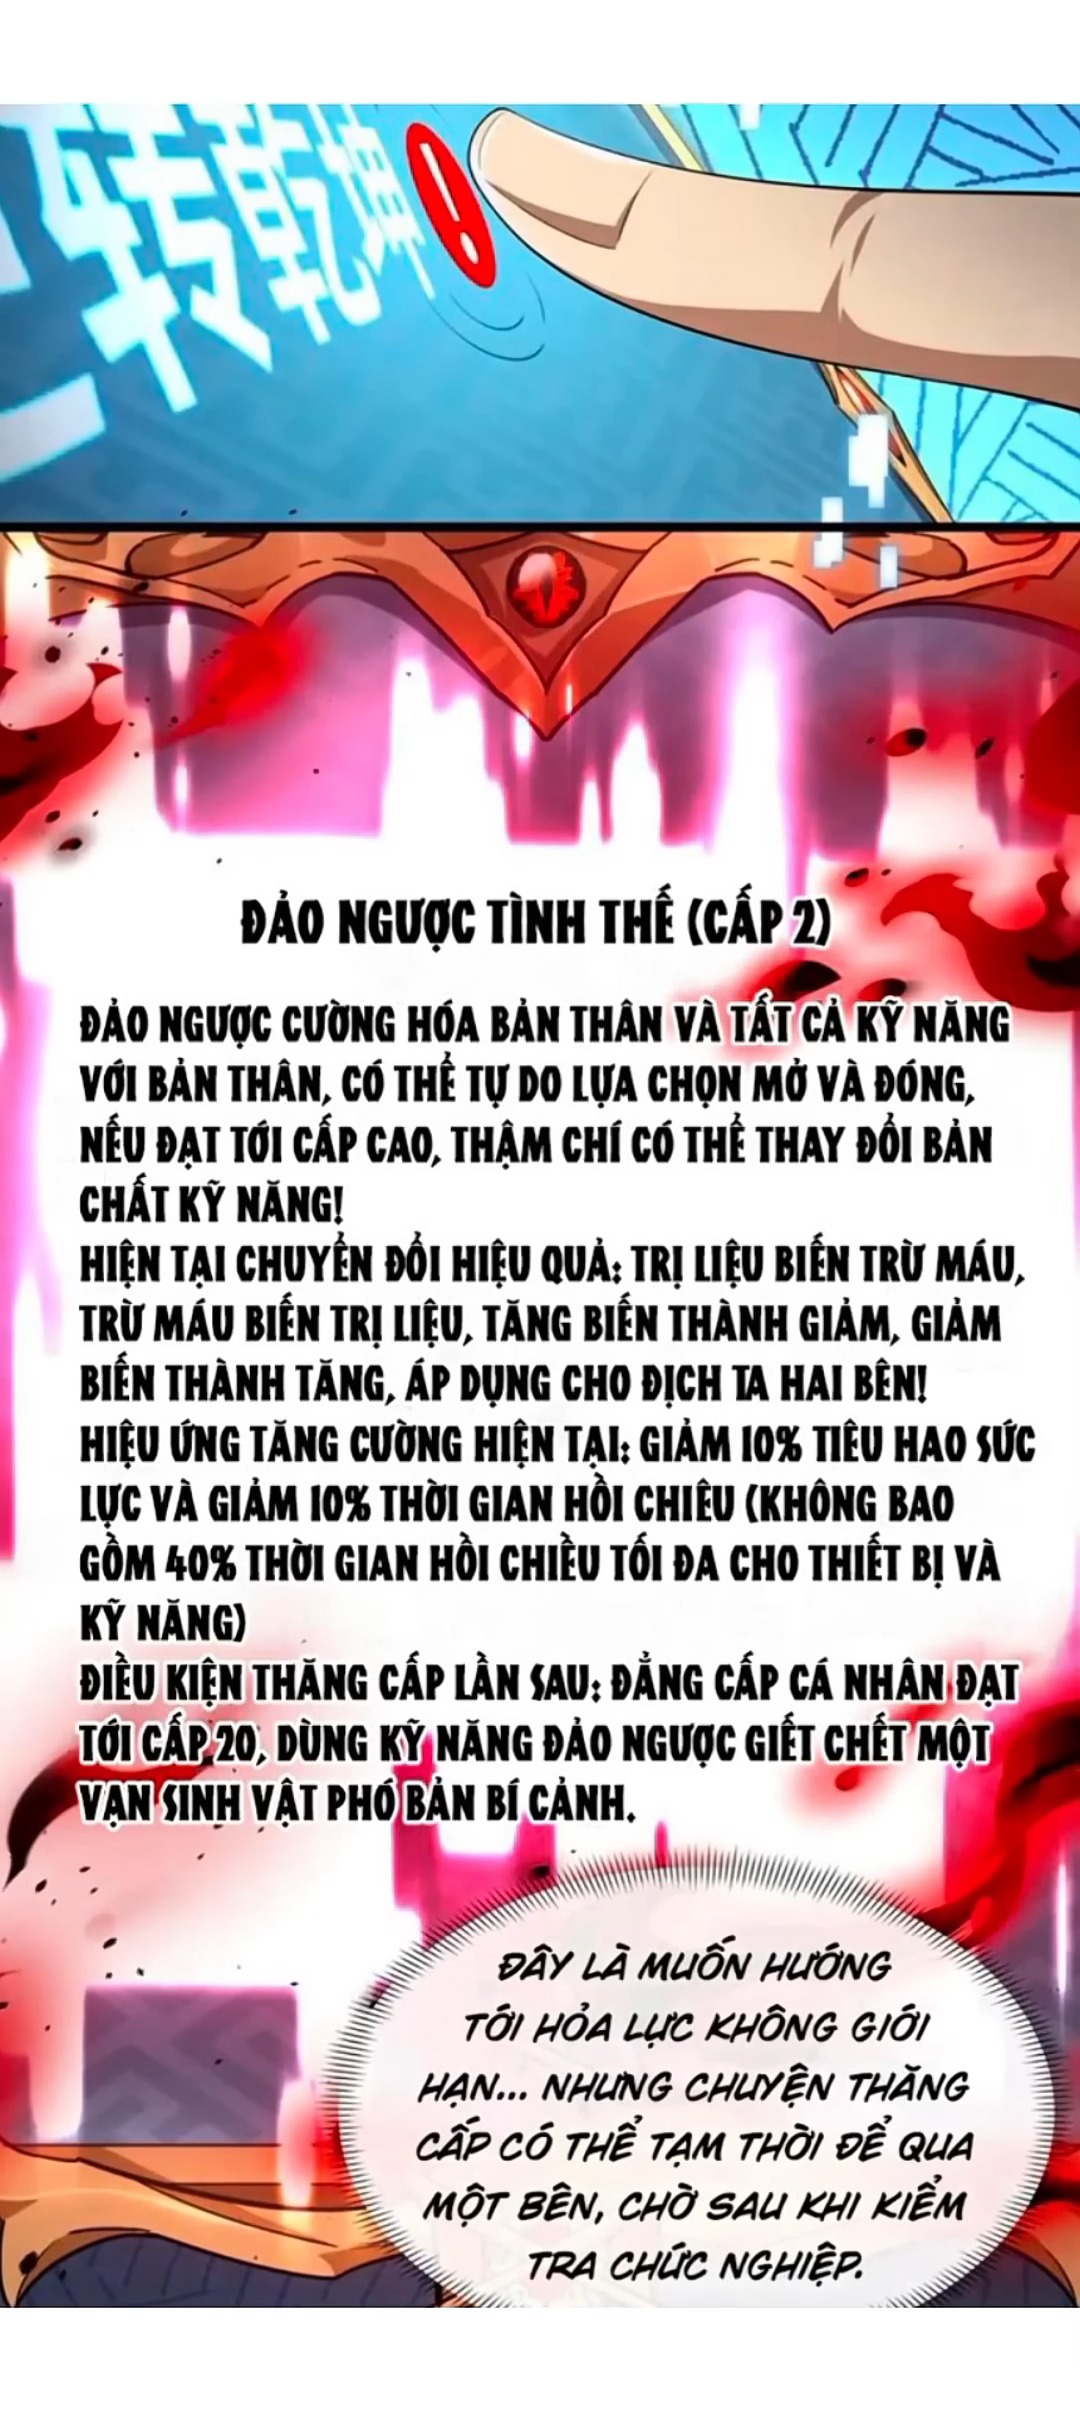 转乾坤!
ĐẢO NGƯỢC TÌNH THẾ (CẤP 2)
ĐẢO NGƯỢC CƯỜNG HÓA BẢN THÂN VÀ TẤT CẢ KỸ NĂNG
VỚI BẢN THÂN, CÓ THỂ TỰ DO LỰA CHỌN MỞ VÀ ĐÓNG,
NẾU ĐẠT TỚI CẤP CAO, THẬM CHÍ CÓ THỂ THAY ĐỔI BẢN
CHẤT KỸ NĂNG!
HIỆN TẠI CHUYỂN ĐỔI HIỆU QUẢ: TRỊ LIỆU BIẾN TRỪ MÁU,
TRỪ MÁU BIẾN TRỊ LIỆU, TĂNG BIẾN THÀNH GIẢM, GIẢM
BIẾN THÀNH TĂNG, ÁP DỤNG CHO ĐỊCH TA HAI BÊN!
HIỆU ỨNG TĂNG CƯỜNG HIỆN TẠI: GIẢM 10% TIÊU HAO SỨC
LỰC VÀ GIẢM 10% THỜI GIAN HỒI CHIÊU (KHÔNG BAO
GỒM 40% THỜI GIAN HỒI CHIỀU TỐI ĐA CHO THIẾT BỊ VÀ
KỸ NĂNG)
ĐIỀU KIỆN THĂNG CẤP LẦN SAU: ĐẲNG CẤP CÁ NHÂN ĐẠT
TỚI CẤP 20, DÙNG KỸ NĂNG ĐẢO NGƯỢC GIẾT CHẾT MỘT
VẠN SINH VẬT PHÓ BẢN BÍ CẢNH.
ĐÂY LÀ MUỐN HƯỚNG
TỚI HỎA LỰC KHÔNG GIỚI
HẠN... NHƯNG CHUYỆN THĂNG
CẤP CÓ THỂ TẠM THỜI ĐỂ QUA
MỘT BÊN, CHỜ SAU KHI KIỂM
TRA CHỨC NGHIỆP.